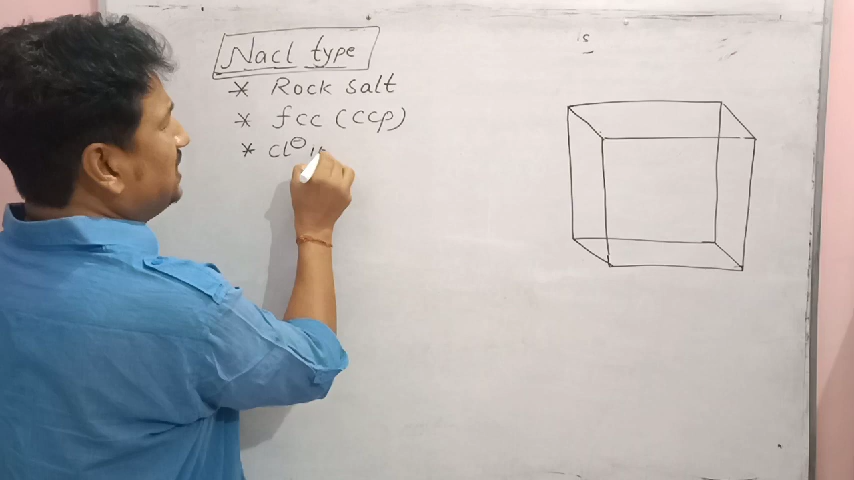 Nacl type
* Rock salt
* fcc (ccp)
* cl⊖
s